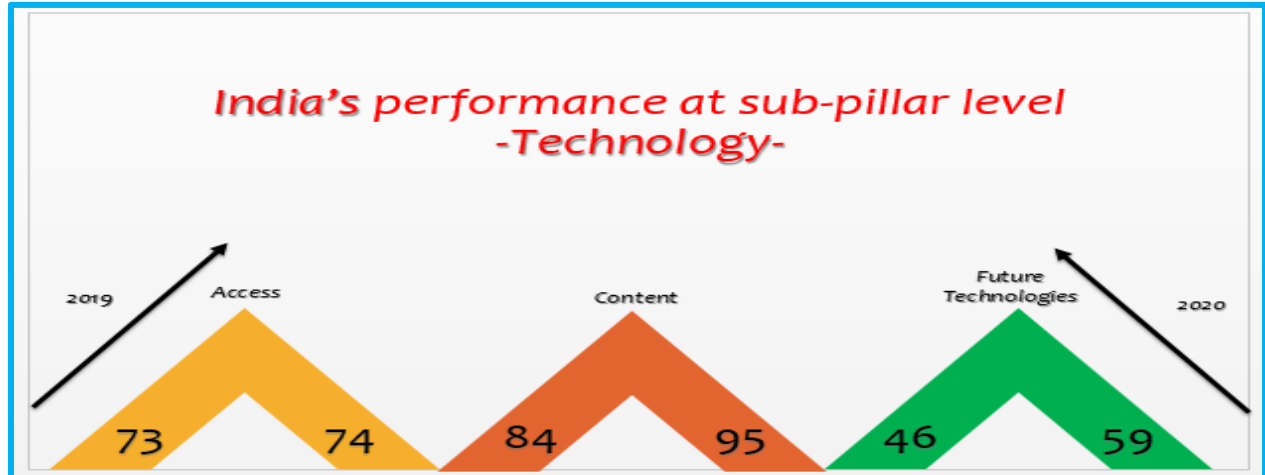 India's performance at sub-pillar level
-Technology-
2019
Access
Content
Future
Technologies
2020
73
74
84
95
46
59